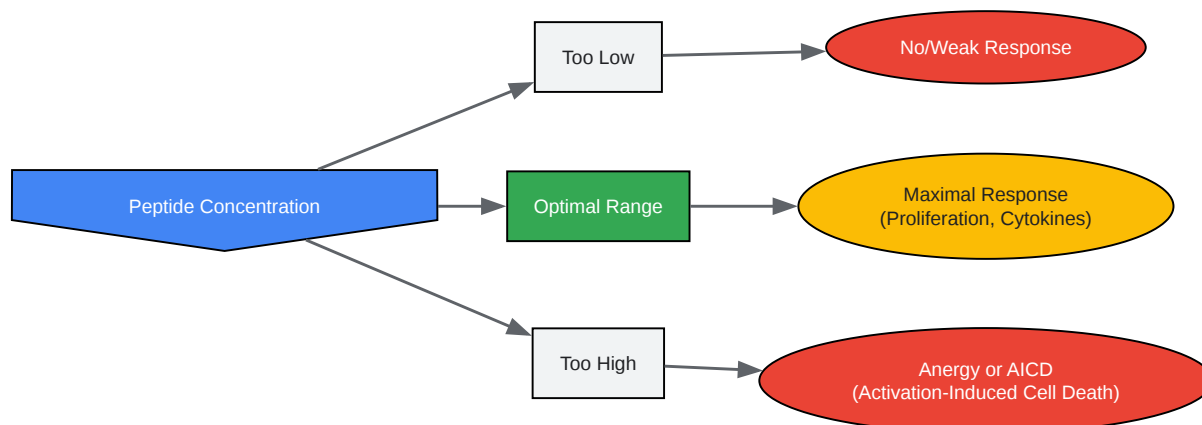 Too Low
No/Weak Response
Peptide Concentration
Optimal Range
Maximal Response
(Proliferation, Cytokines)
Too High
Anergy or AICD
(Activation-Induced Cell Death)